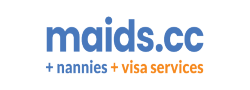 maids.cc
+ nannies + visa services